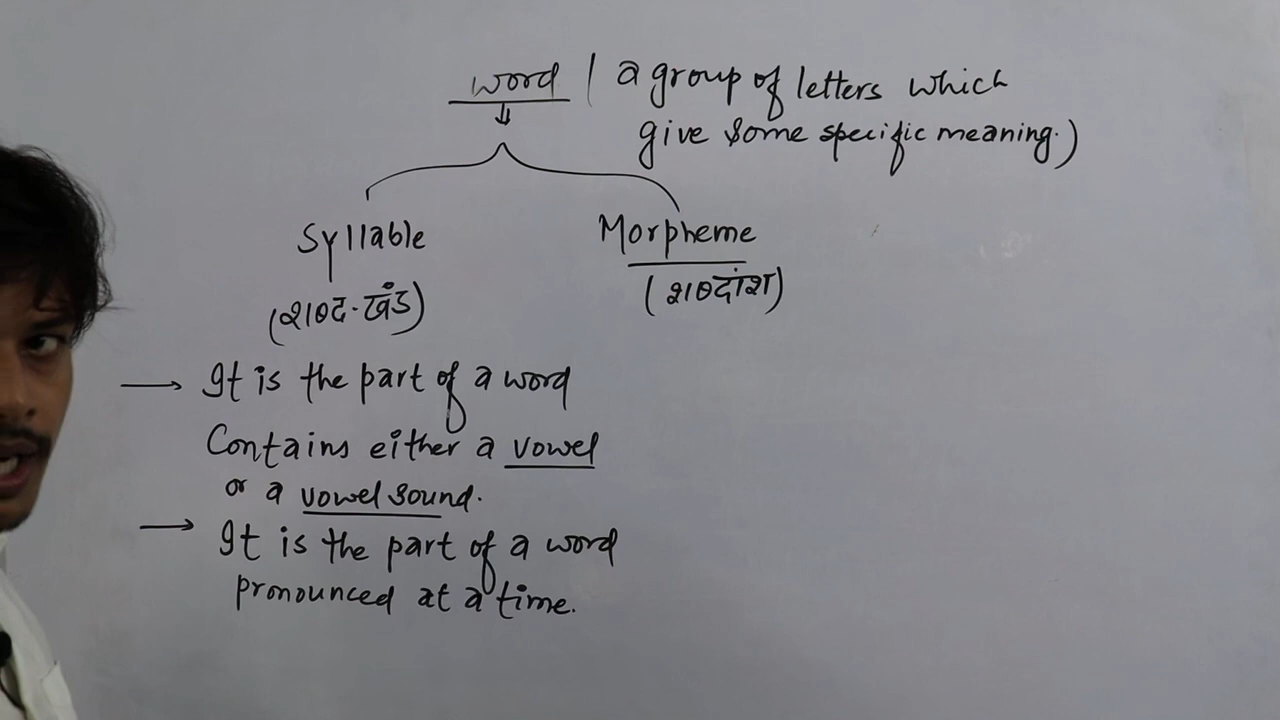 word ( a group of letters which
give some specific meaning.)
Syllable Morpheme
(शब्द-खंड) (शब्दांश)
→ It is the part of a word
Contains either a vowel
or a vowel sound.
→ It is the part of a word
pronounced at a time.